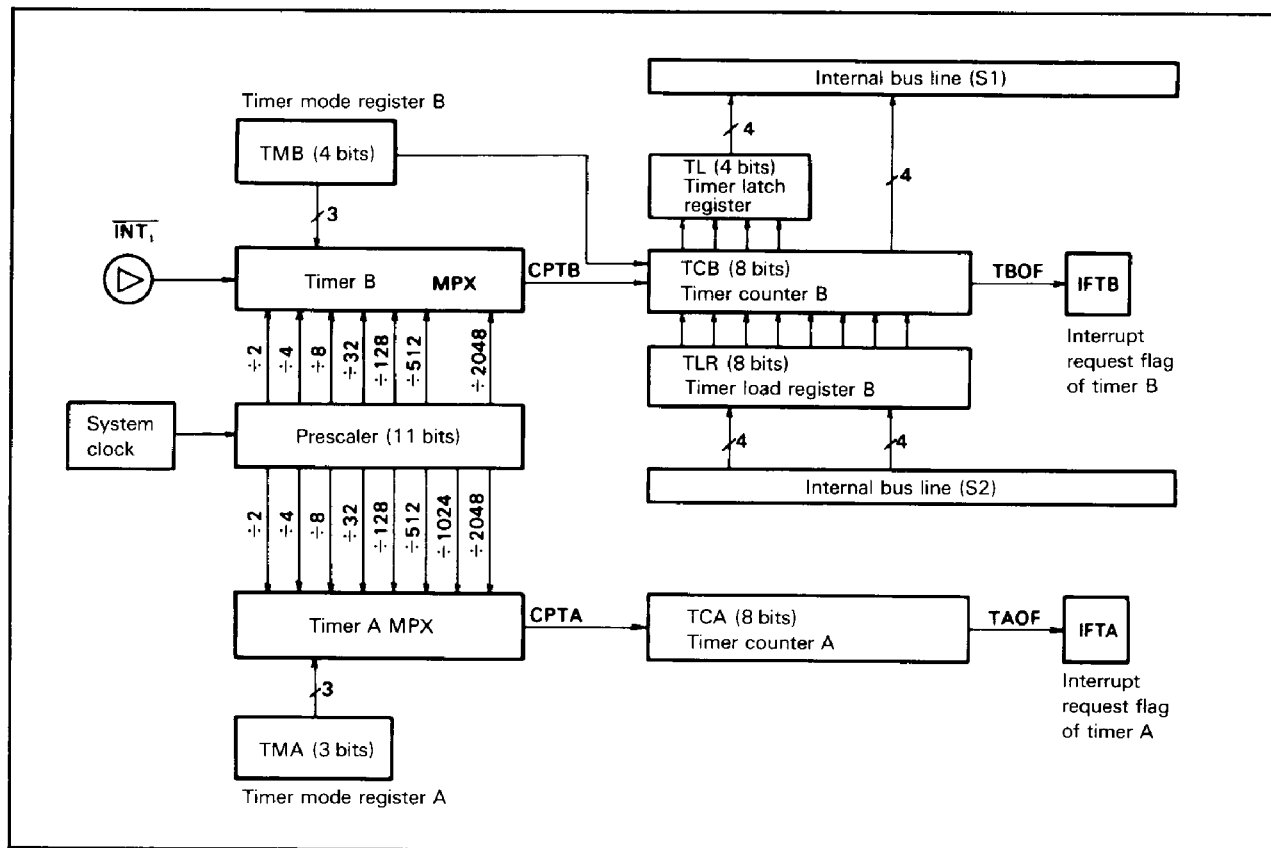 Internal bus line (S1)
Timer mode register B
4
TMB (4 bits)
TL (4 bits)
Timer latch
register
4
3
INT₁
Timer B MPX
CPTB
TCB (8 bits)
Timer counter B
TBOF
IFTB
Interrupt
request flag
of timer B
÷2
÷4
÷8
÷32
÷128
÷512
÷2048
TLR (8 bits)
Timer load register B
System
clock
Prescaler (11 bits)
4
4
Internal bus line (S2)
÷2
÷4
÷8
÷32
÷128
÷512
÷1024
÷2048
Timer A MPX
CPTA
TCA (8 bits)
Timer counter A
TAOF
IFTA
Interrupt
request flag
of timer A
3
TMA (3 bits)
Timer mode register A